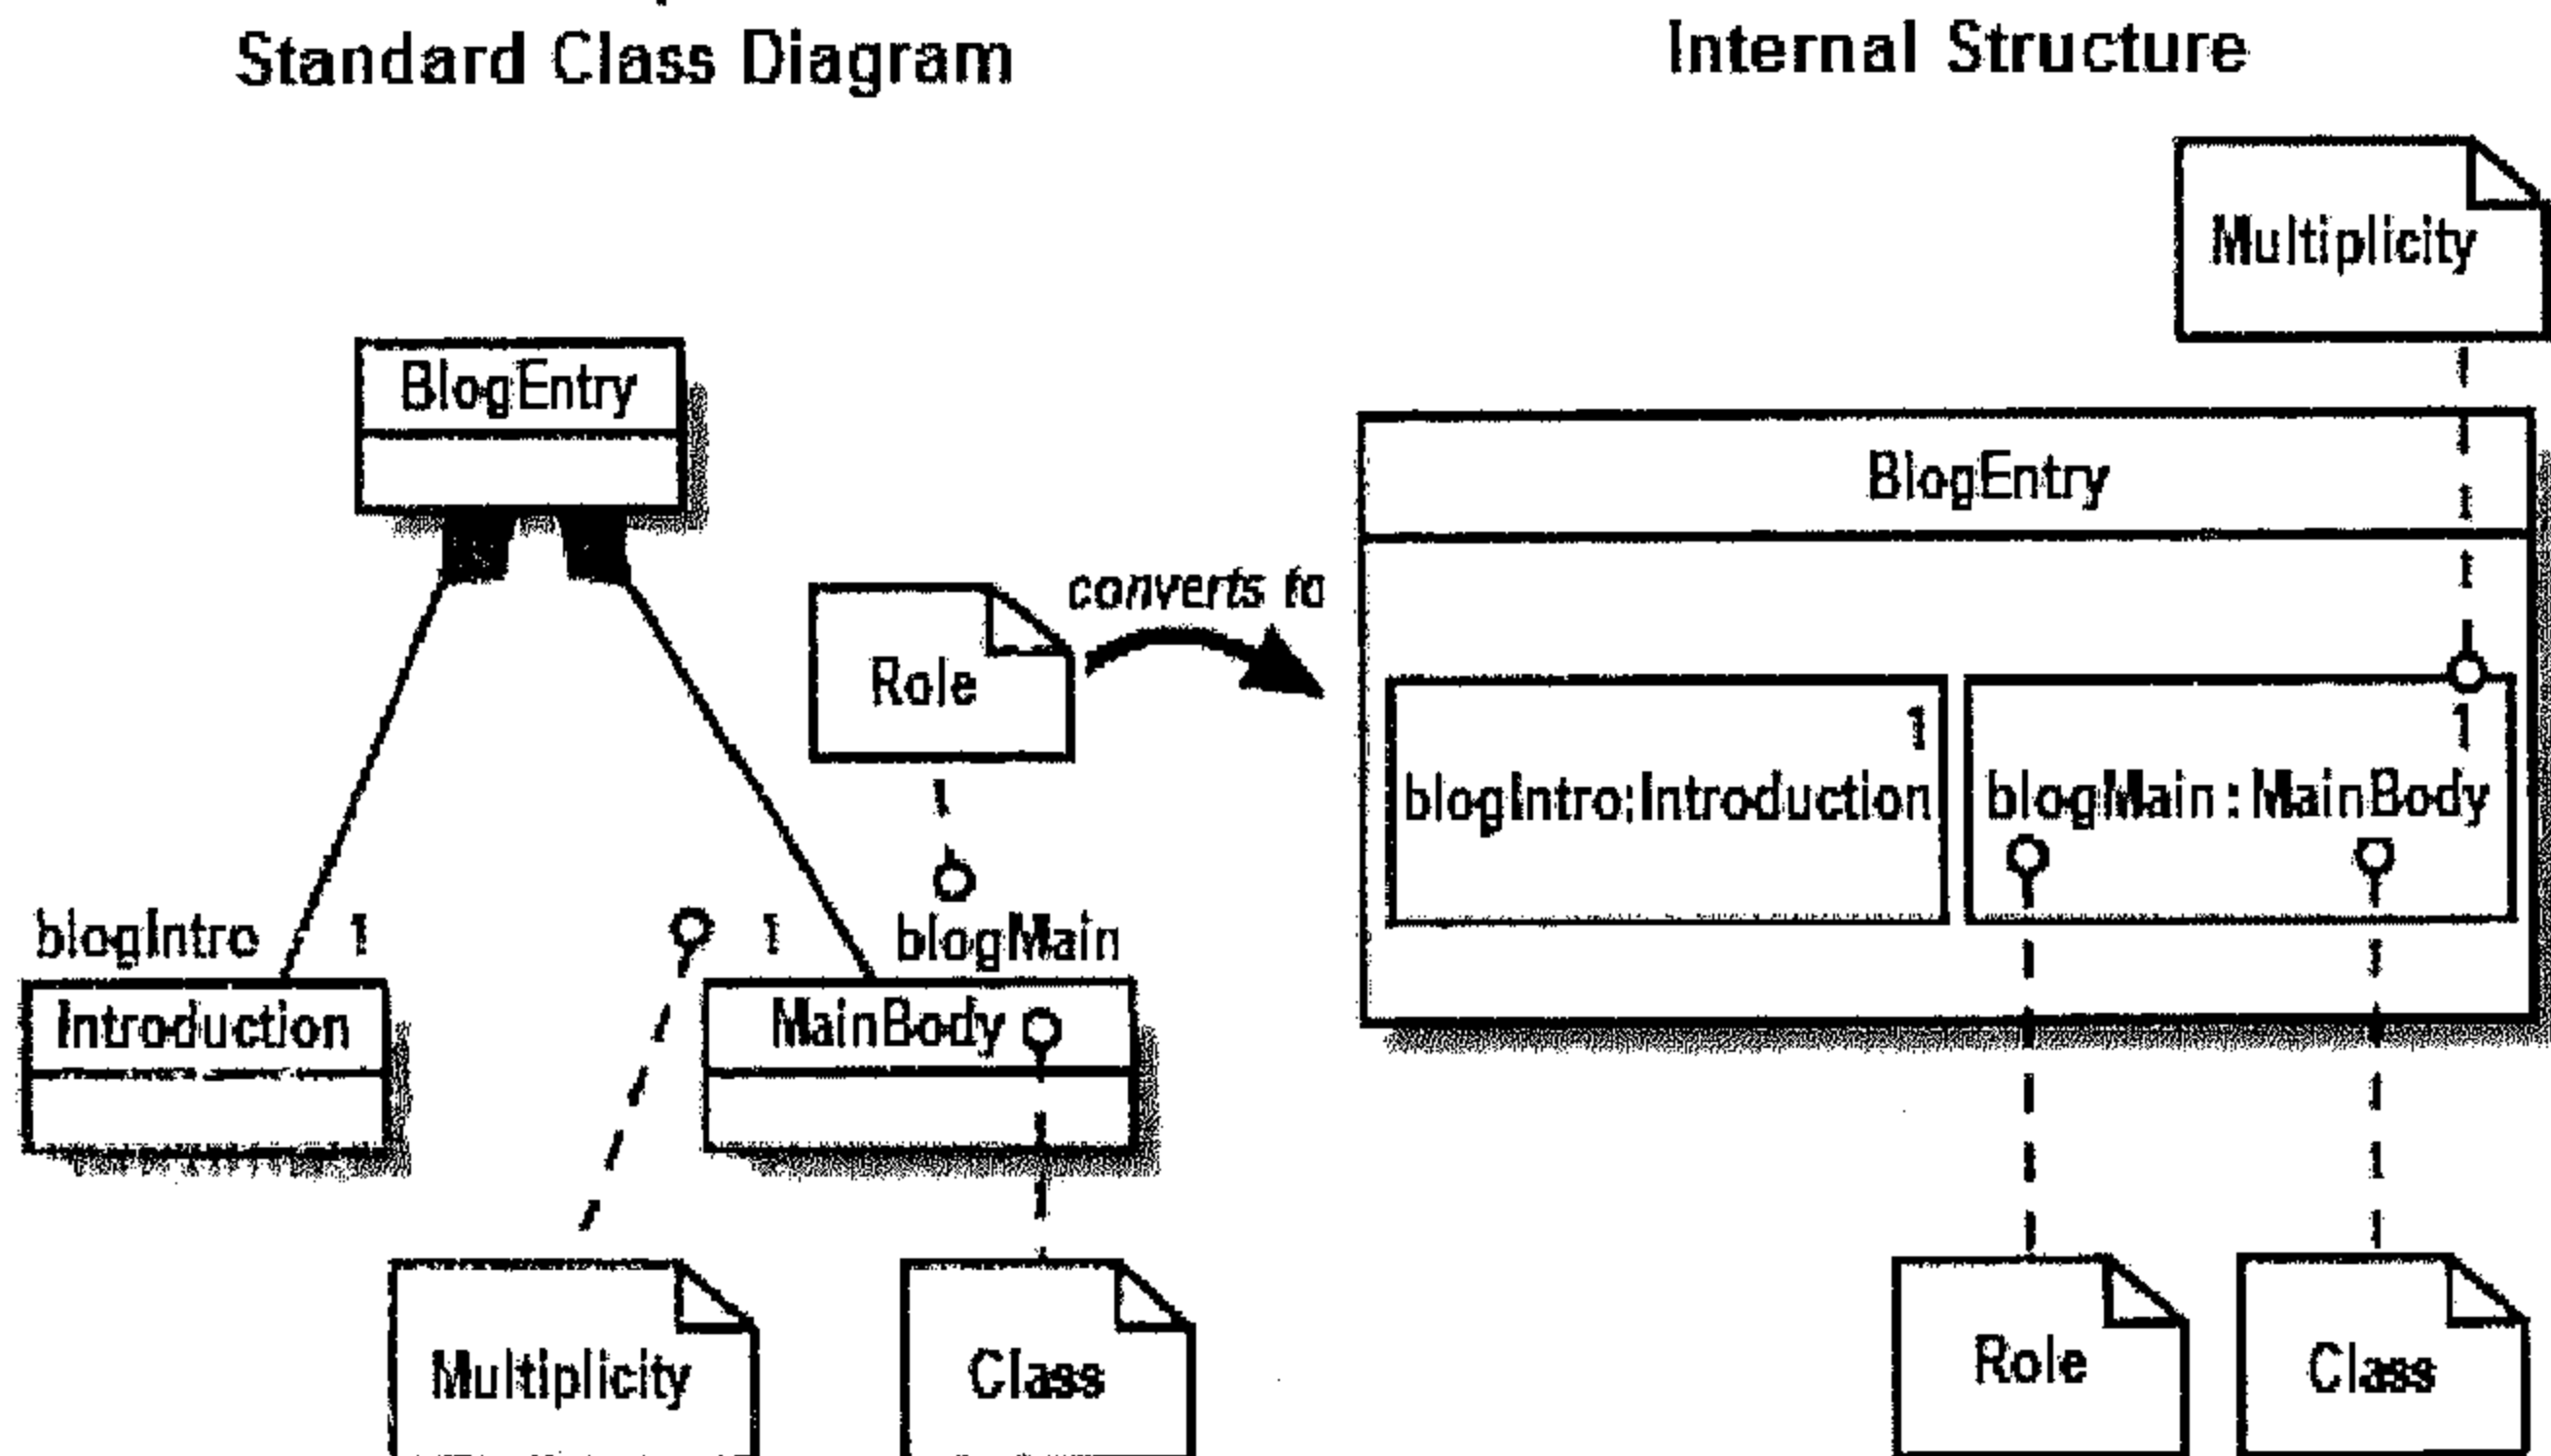 Standard Class Diagram
BlogEntry
Role
converts to
blogIntro 1
1 blogMain
Introduction
MainBody
Multiplicity
Class
Internal Structure
Multiplicity
BlogEntry
1
blogIntro:Introduction
1
blogMain:MainBody
Role
Class